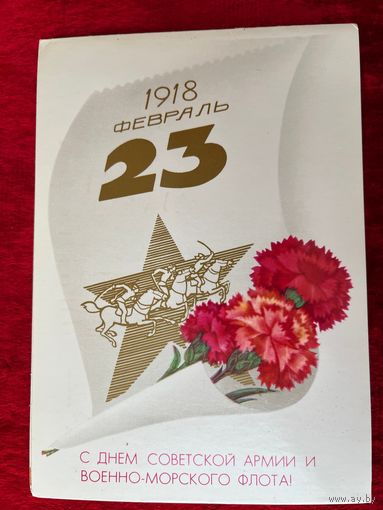 1918
ФЕВРАЛЬ
23
С ДНЕМ СОВЕТСКОЙ АРМИИ И
ВОЕННО-МОРСКОГО ФЛОТА!
www.ay.by